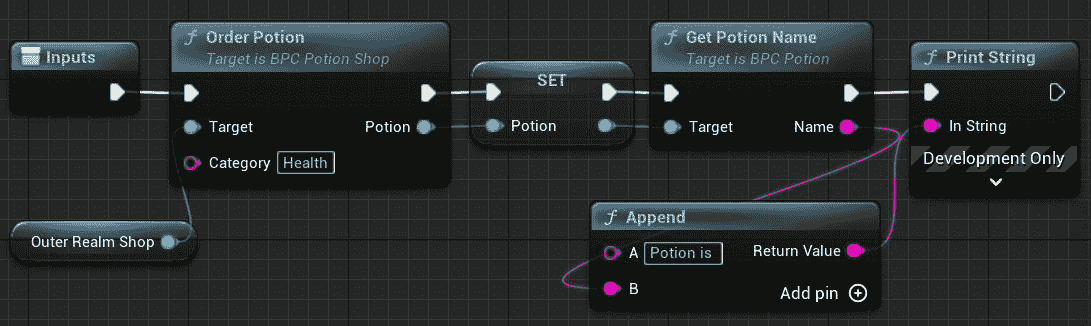 Inputs
Order Potion
Target is BPC Potion Shop
Target
Potion
Category Health
Outer Realm Shop
SET
Potion
Get Potion Name
Target is BPC Potion
Target
Name
Print String
In String
Development Only
Append
A Potion is
Return Value
B
Add pin